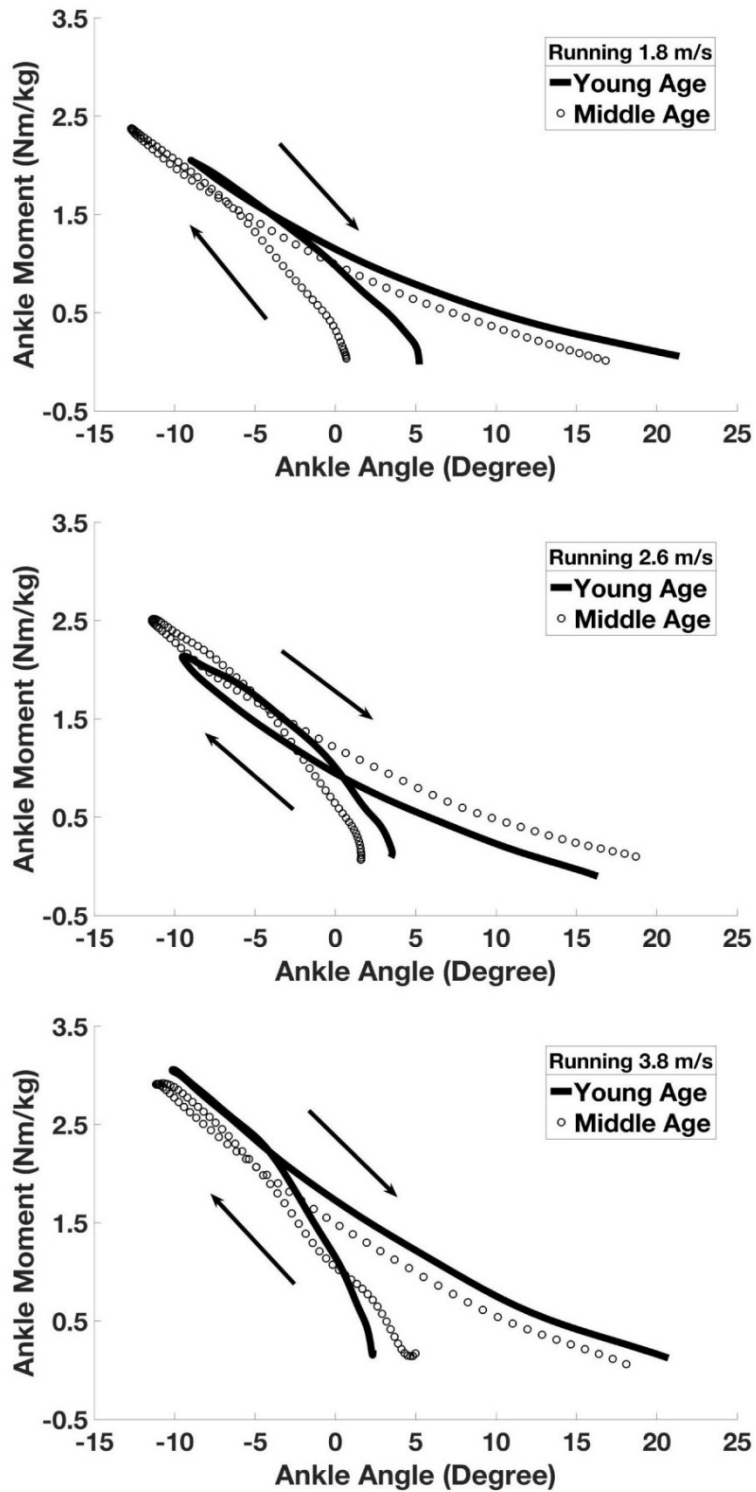 3.5
Running 1.8 m/s
Young Age
Middle Age
2.5
1.5
0.5
-0.5
Ankle Moment (Nm/kg)
-15 -10 -5 0 5 10 15 20 25
Ankle Angle (Degree)
3.5
Running 2.6 m/s
Young Age
Middle Age
2.5
1.5
0.5
-0.5
Ankle Moment (Nm/kg)
-15 -10 -5 0 5 10 15 20 25
Ankle Angle (Degree)
3.5
Running 3.8 m/s
Young Age
Middle Age
2.5
1.5
0.5
-0.5
Ankle Moment (Nm/kg)
-15 -10 -5 0 5 10 15 20 25
Ankle Angle (Degree)